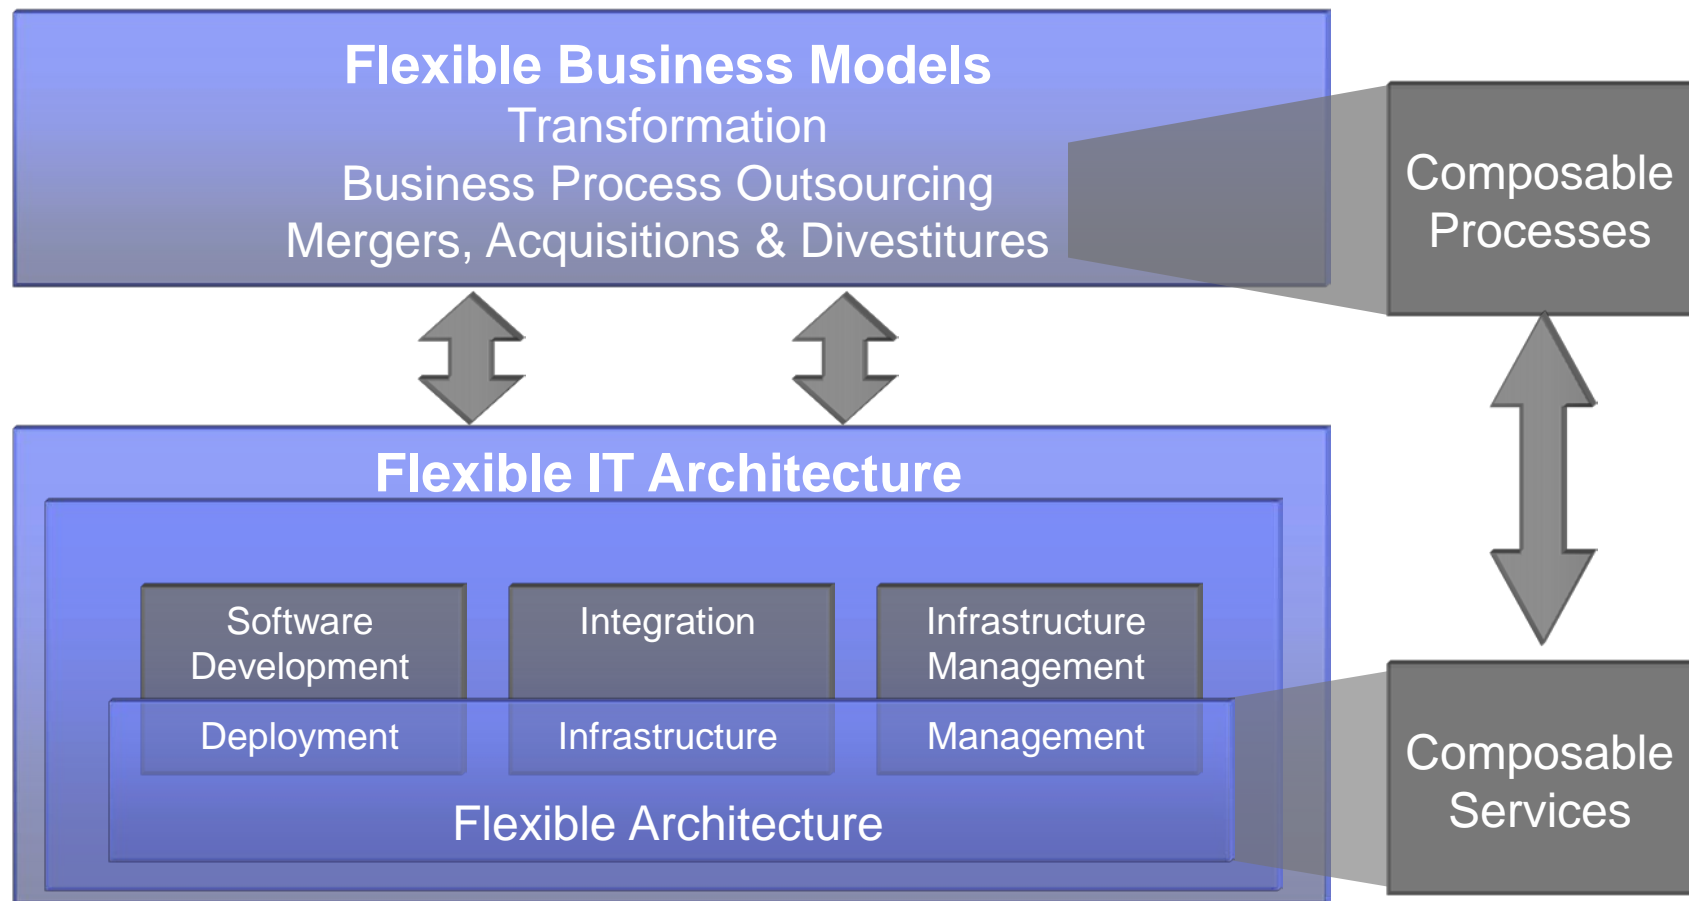 Flexible Business Models
Transformation
Business Process Outsourcing
Mergers, Acquisitions & Divestitures
Composable
Processes
Flexible IT Architecture
Software
Development
Integration
Infrastructure
Management
Deployment
Infrastructure
Management
Flexible Architecture
Composable
Services